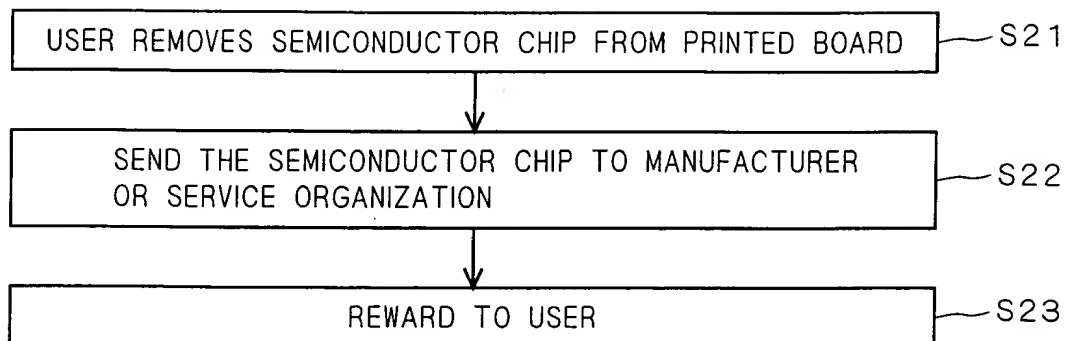 USER REMOVES SEMICONDUCTOR CHIP FROM PRINTED BOARD
S21
SEND THE SEMICONDUCTOR CHIP TO MANUFACTURER
OR SERVICE ORGANIZATION
S22
REWARD TO USER
S23